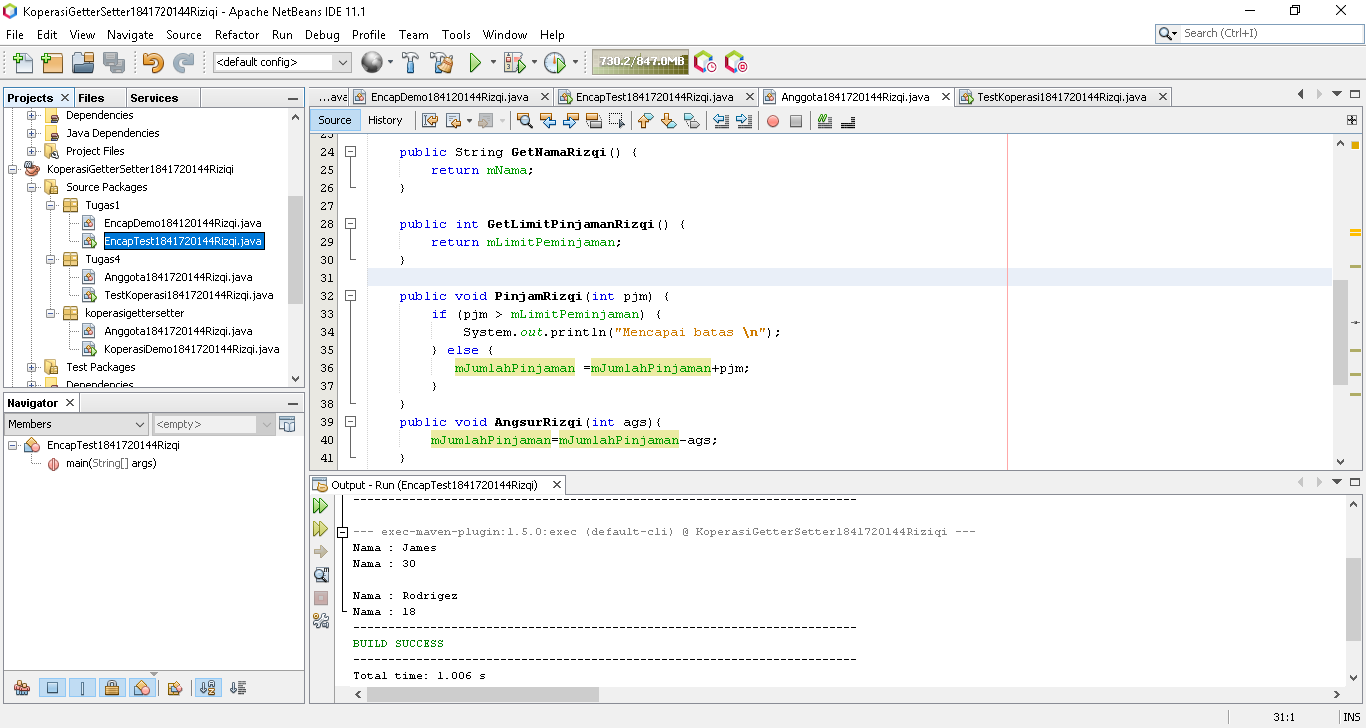 KoperasiGetterSetter1841720144Riziqi - Apache NetBeans IDE 11.1
File Edit View Navigate Source Refactor Run Debug Profile Team Tools Window Help
Search (Ctrl+I)
<default config>
730.2/847.0MB
Projects Files Services
Dependencies
Java Dependencies
Project Files
KoperasiGetterSetter1841720144Riziqi
Source Packages
Tugas1
EncapDemo184120144Rizqi.java
EncapTest1841720144Rizqi.java
Tugas4
Anggota1841720144Rizqi.java
TestKoperasi1841720144Rizqi.java
koperasigettersetter
Anggota1841720144Rizqi.java
KoperasiDemo1841720144Rizqi.java
Test Packages
Dependencies
Navigator
Members
<empty>
EncapTest1841720144Rizqi
main(String[] args)
...ava EncapDemo184120144Rizqi.java EncapTest1841720144Rizqi.java Anggota1841720144Rizqi.java TestKoperasi1841720144Rizqi.java
Source History
23
24 public String GetNamaRizqi() {
25 return mNama;
26 }
27
28 public int GetLimitPinjamanRizqi() {
29 return mLimitPeminjaman;
30 }
31
32 public void PinjamRizqi(int pjm) {
33 if (pjm > mLimitPeminjaman) {
34 System.out.println("Mencapai batas \n");
35 } else {
36 mJumlahPinjaman =mJumlahPinjaman+pjm;
37 }
38 }
39 public void AngsurRizqi(int ags){
40 mJumlahPinjaman=mJumlahPinjaman-ags;
41 }
Output - Run (EncapTest1841720144Rizqi)
------------------------------------------------------------------------
--- exec-maven-plugin:1.5.0:exec (default-cli) @ KoperasiGetterSetter1841720144Riziqi ---
Nama : James
Nama : 30
Nama : Rodrigez
Nama : 18
------------------------------------------------------------------------
BUILD SUCCESS
------------------------------------------------------------------------
Total time: 1.006 s
31:1 INS